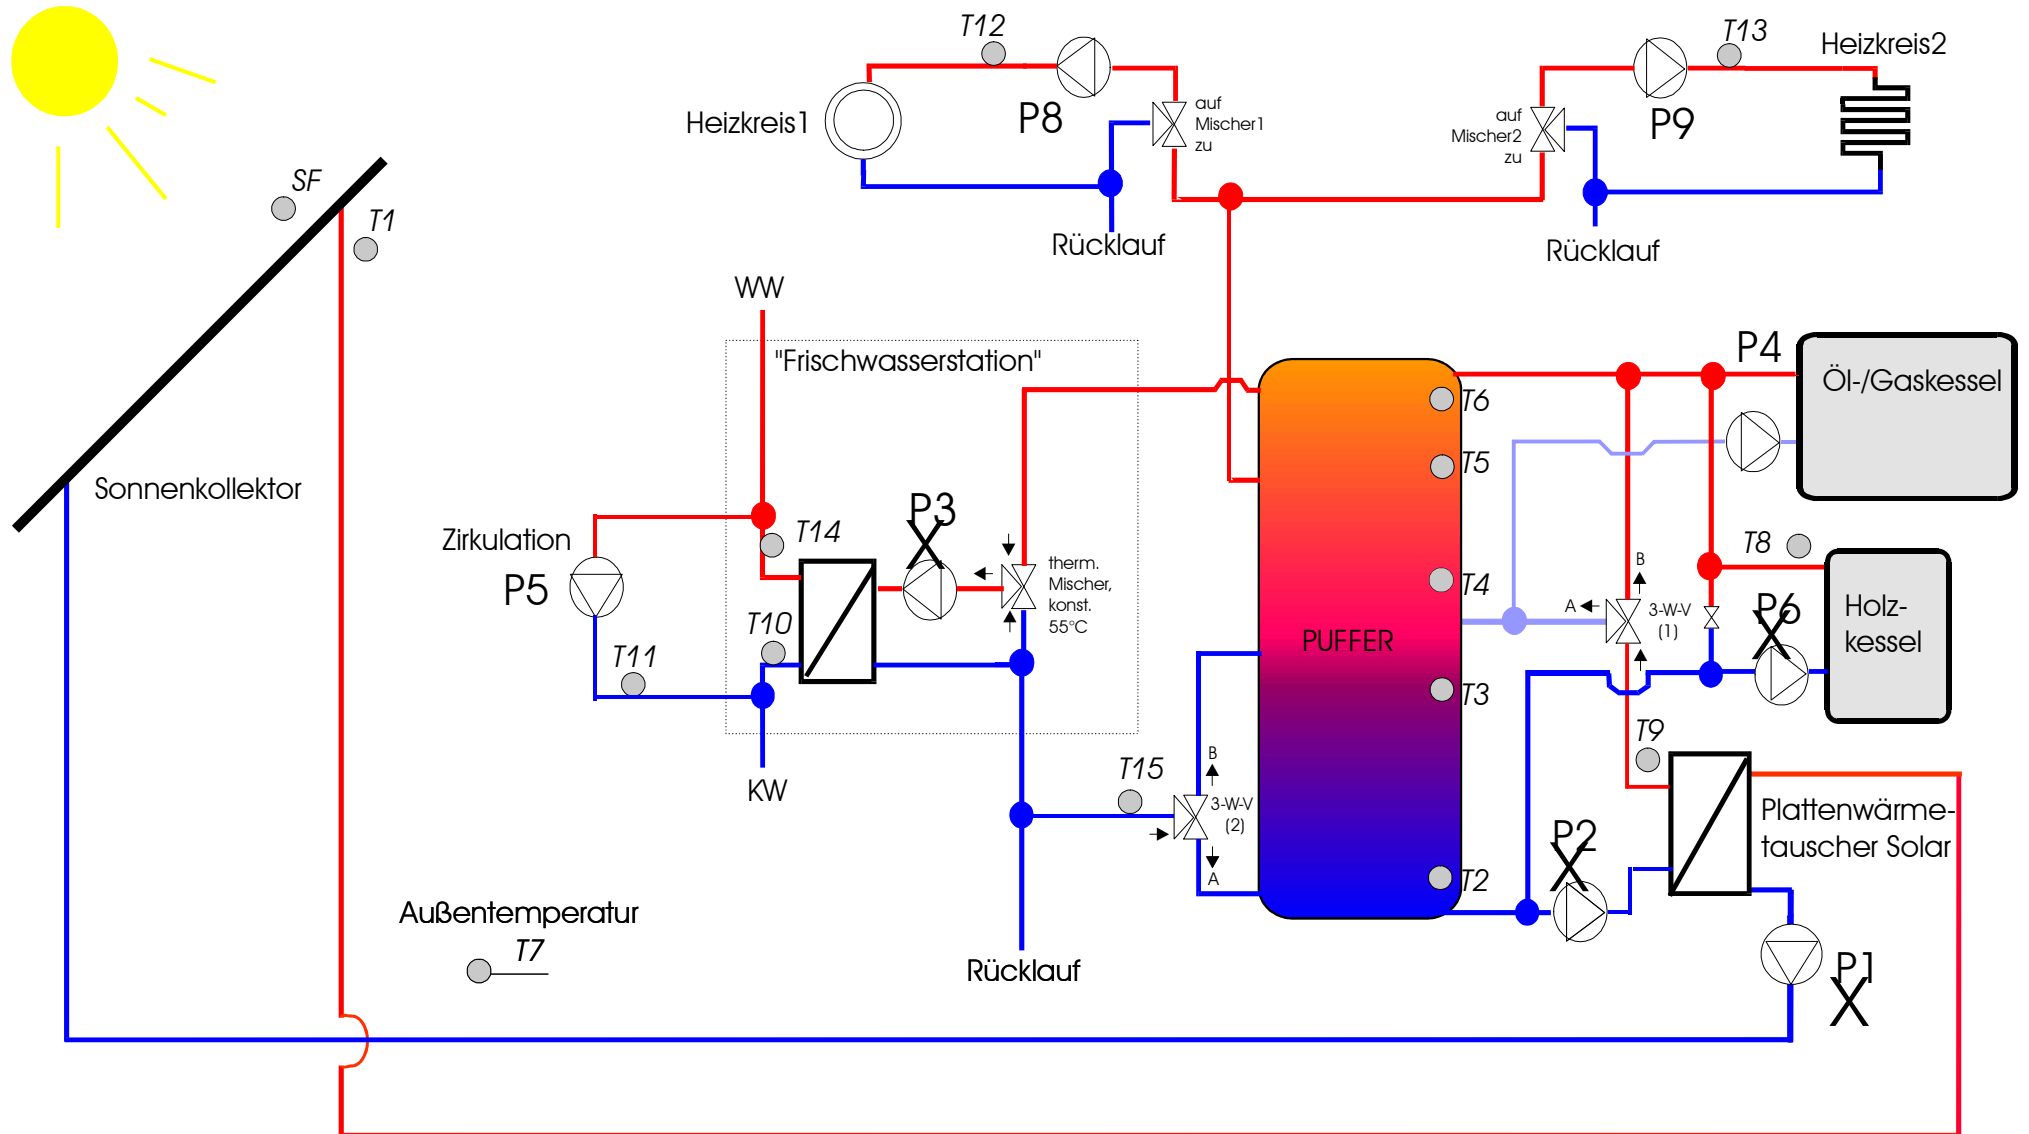 T12
T13
Heizkreis2
auf
Mischer1
zu
P8
Heizkreis1
auf
Mischer2
zu
P9
SF
T1
Rücklauf
Rücklauf
WW
"Frischwasserstation"
P4
Öl-/Gaskessel
T6
T5
Sonnenkollektor
Zirkulation
P5
T14
P3
therm.
Mischer,
konst.
55°C
T8
T4
B
A
3-W-V
(1)
P6
Holz-
kessel
T10
T11
PUFFER
T3
KW
T15
B
3-W-V
(2)
A
T9
Plattenwärme-
tauscher Solar
P2
T2
Außentemperatur
T7
Rücklauf
P1
X